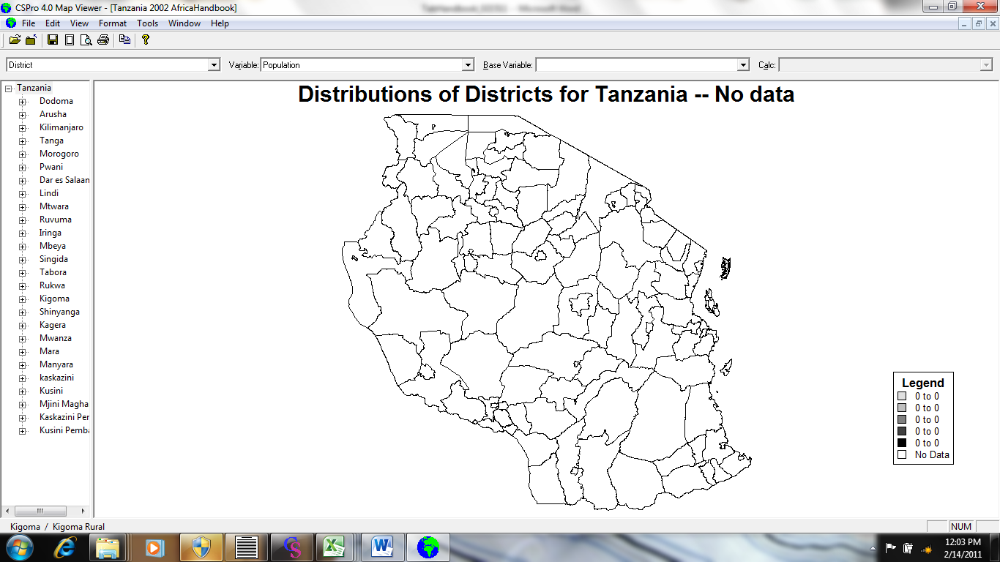 CSPro 4.0 Map Viewer - [Tanzania 2002 AfricaHandbook]
File Edit View Format Tools Window Help
District Variable: Population Base Variable: Calc:
Tanzania
Dodoma
Arusha
Kilimanjaro
Tanga
Morogoro
Pwani
Dar es Salaan
Lindi
Mtwara
Ruvuma
Iringa
Mbeya
Singida
Tabora
Rukwa
Kigoma
Shinyanga
Kagera
Mwanza
Mara
Manyara
kaskazini
Kusini
Mjini Magha
Kaskazini Per
Kusini Pemba
Distributions of Districts for Tanzania -- No data
Legend
0 to 0
0 to 0
0 to 0
0 to 0
0 to 0
No Data
Kigoma / Kigoma Rural
NUM
12:03 PM
2/14/2011